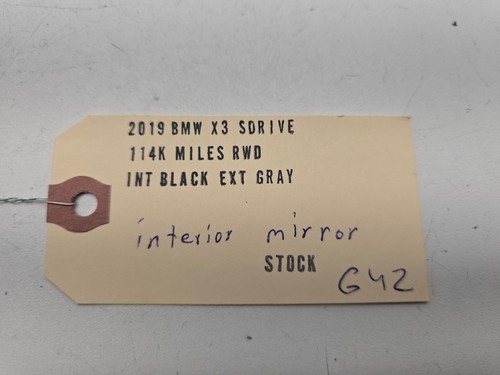 2019 BMW X3 SDRIVE
114K MILES RWD
INT BLACK EXT GRAY
interior mirror
STOCK
G42